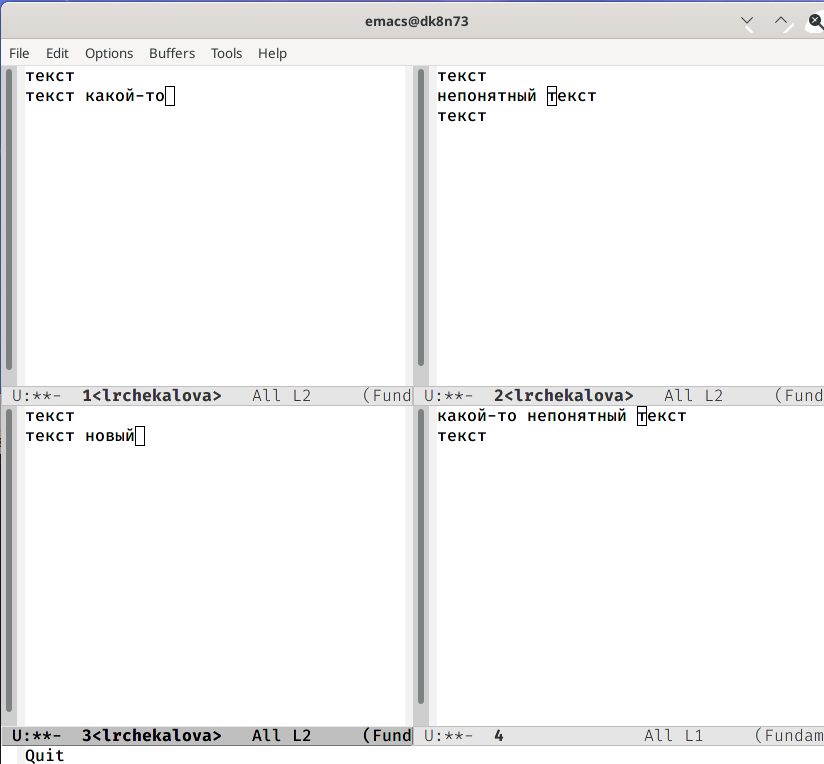 emacs@dk8n73
File Edit Options Buffers Tools Help
текст
текст какой-то
U:**- 1<lrchekalova> All L2 (Fund
текст
непонятный текст
текст
U:**- 2<lrchekalova> All L2 (Fund
текст
текст новый
U:**- 3<lrchekalova> All L2 (Fund
какой-то непонятный текст
текст
U:**- 4 All L1 (Fundam
Quit